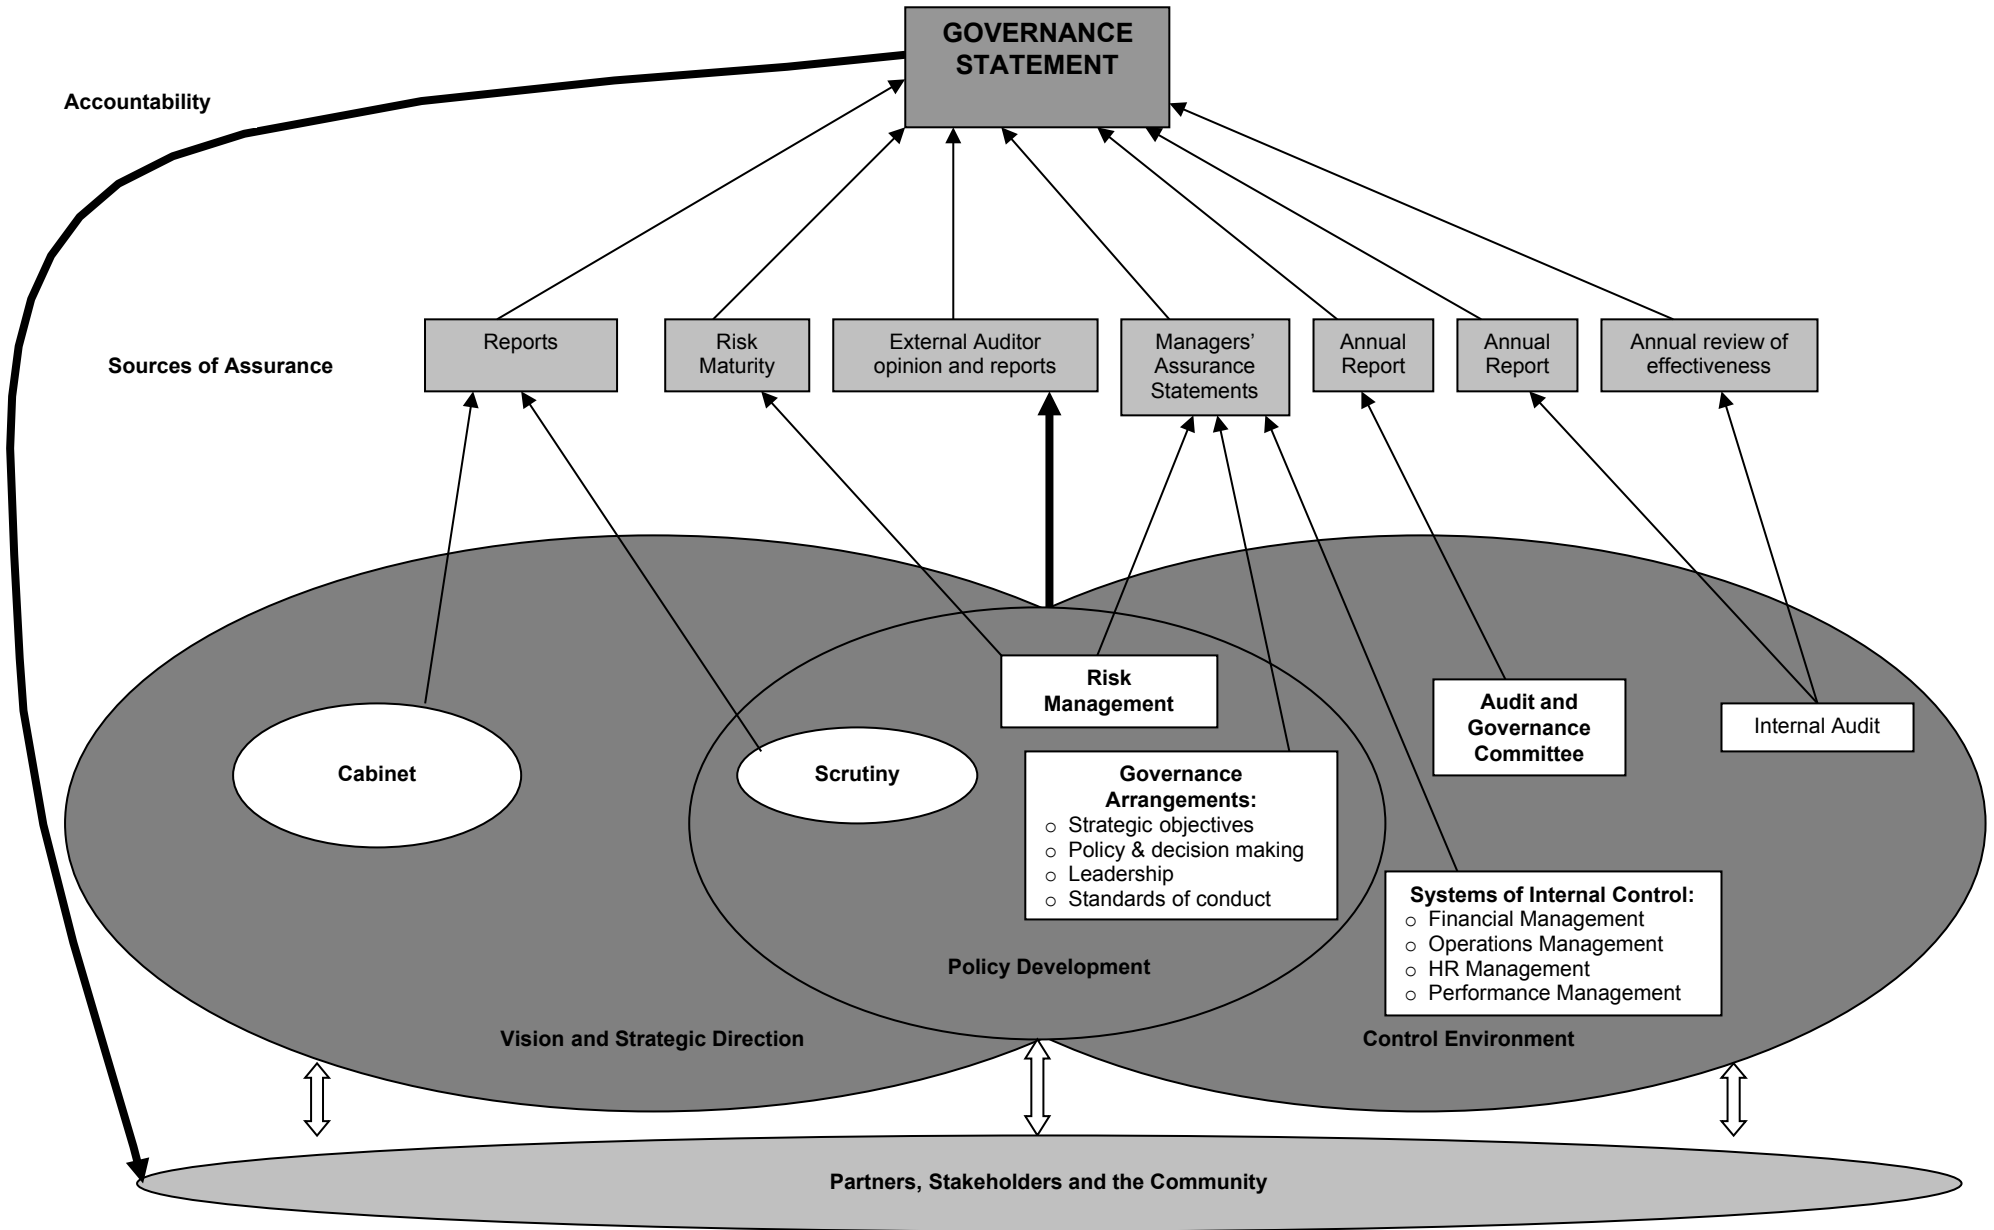 GOVERNANCE
STATEMENT
Accountability
Sources of Assurance
Reports
Risk
Maturity
External Auditor
opinion and reports
Managers’
Assurance
Statements
Annual
Report
Annual
Report
Annual review of
effectiveness
Cabinet
Scrutiny
Risk
Management
Governance
Arrangements:
○ Strategic objectives
○ Policy & decision making
○ Leadership
○ Standards of conduct
Audit and
Governance
Committee
Internal Audit
Systems of Internal Control:
○ Financial Management
○ Operations Management
○ HR Management
○ Performance Management
Policy Development
Vision and Strategic Direction
Control Environment
Partners, Stakeholders and the Community